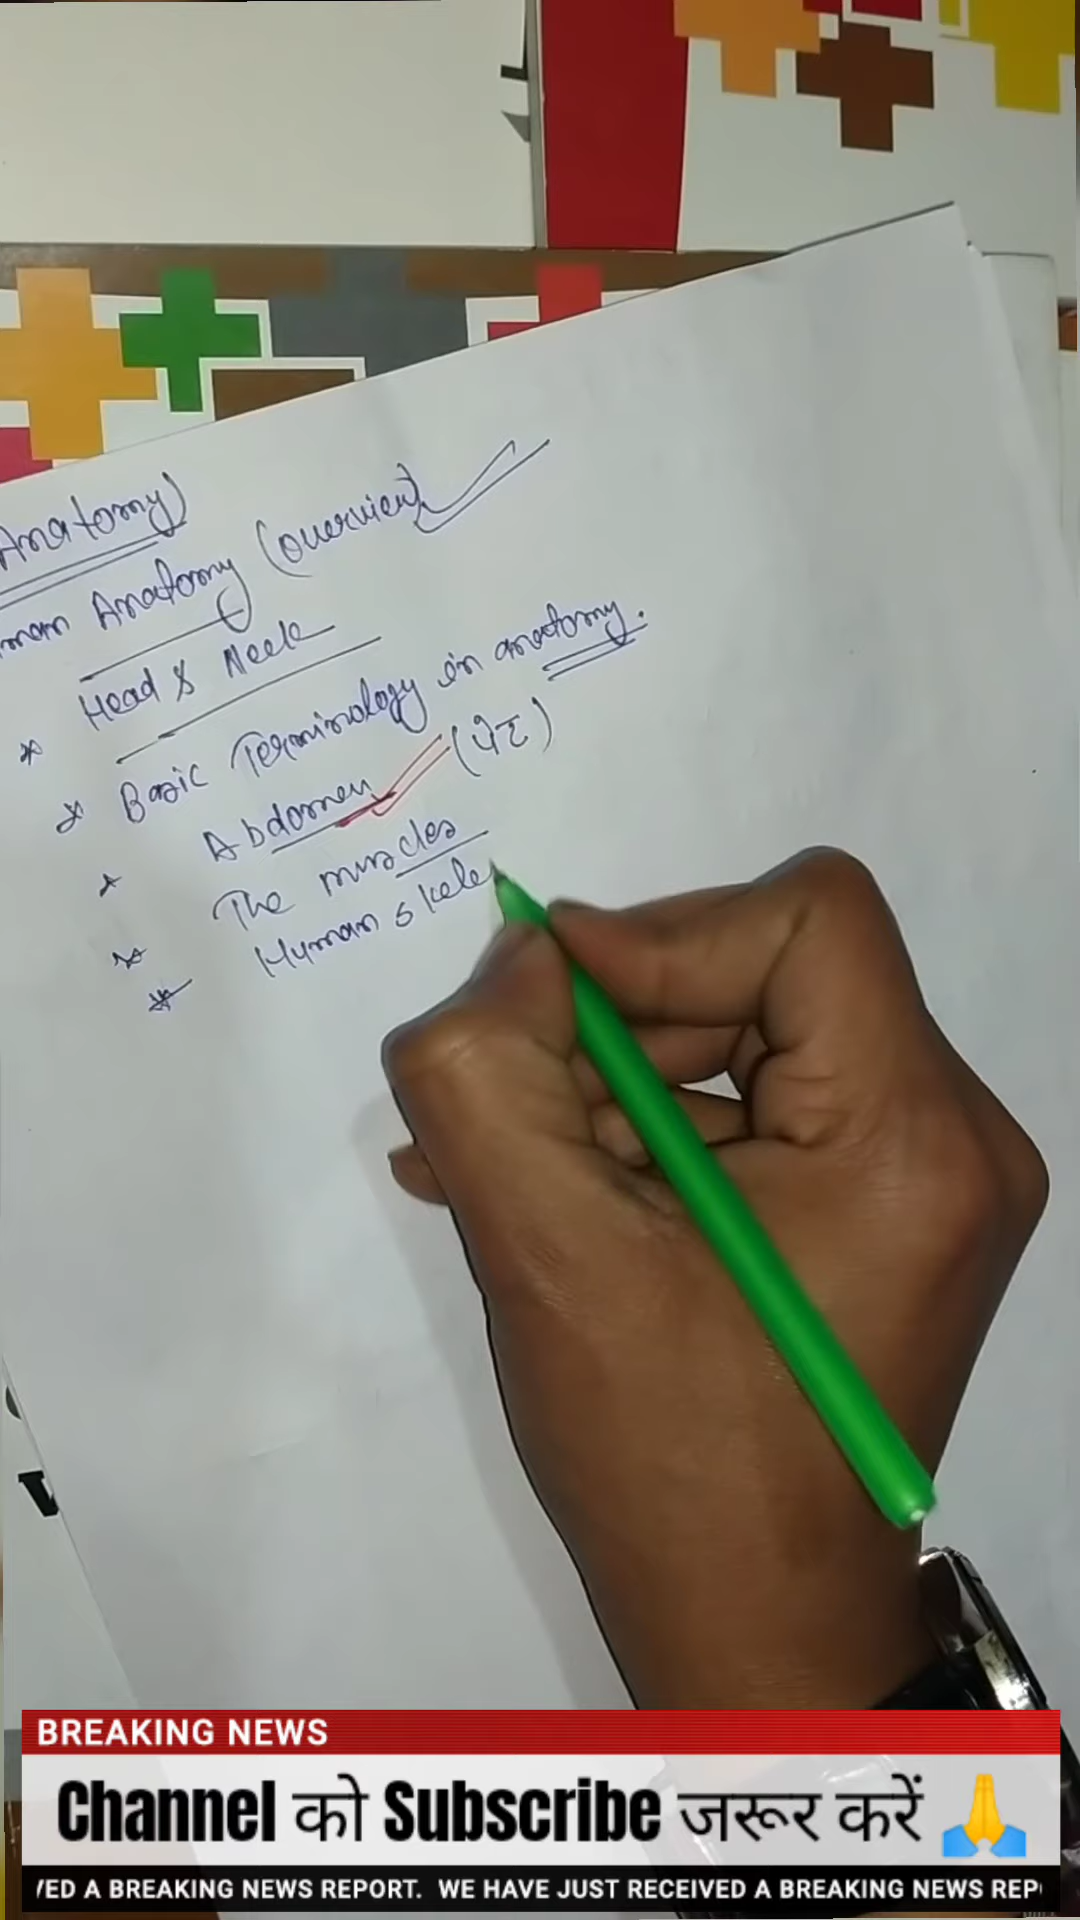 Anatomy)
man Anatomy (overview)
* Head & Neck
* Basic Terminology in anatomy.
* Abdomen (पेट)
* The muscles
* Human skele
BREAKING NEWS
Channel को Subscribe जरूर करें 🙏
VED A BREAKING NEWS REPORT. WE HAVE JUST RECEIVED A BREAKING NEWS REP